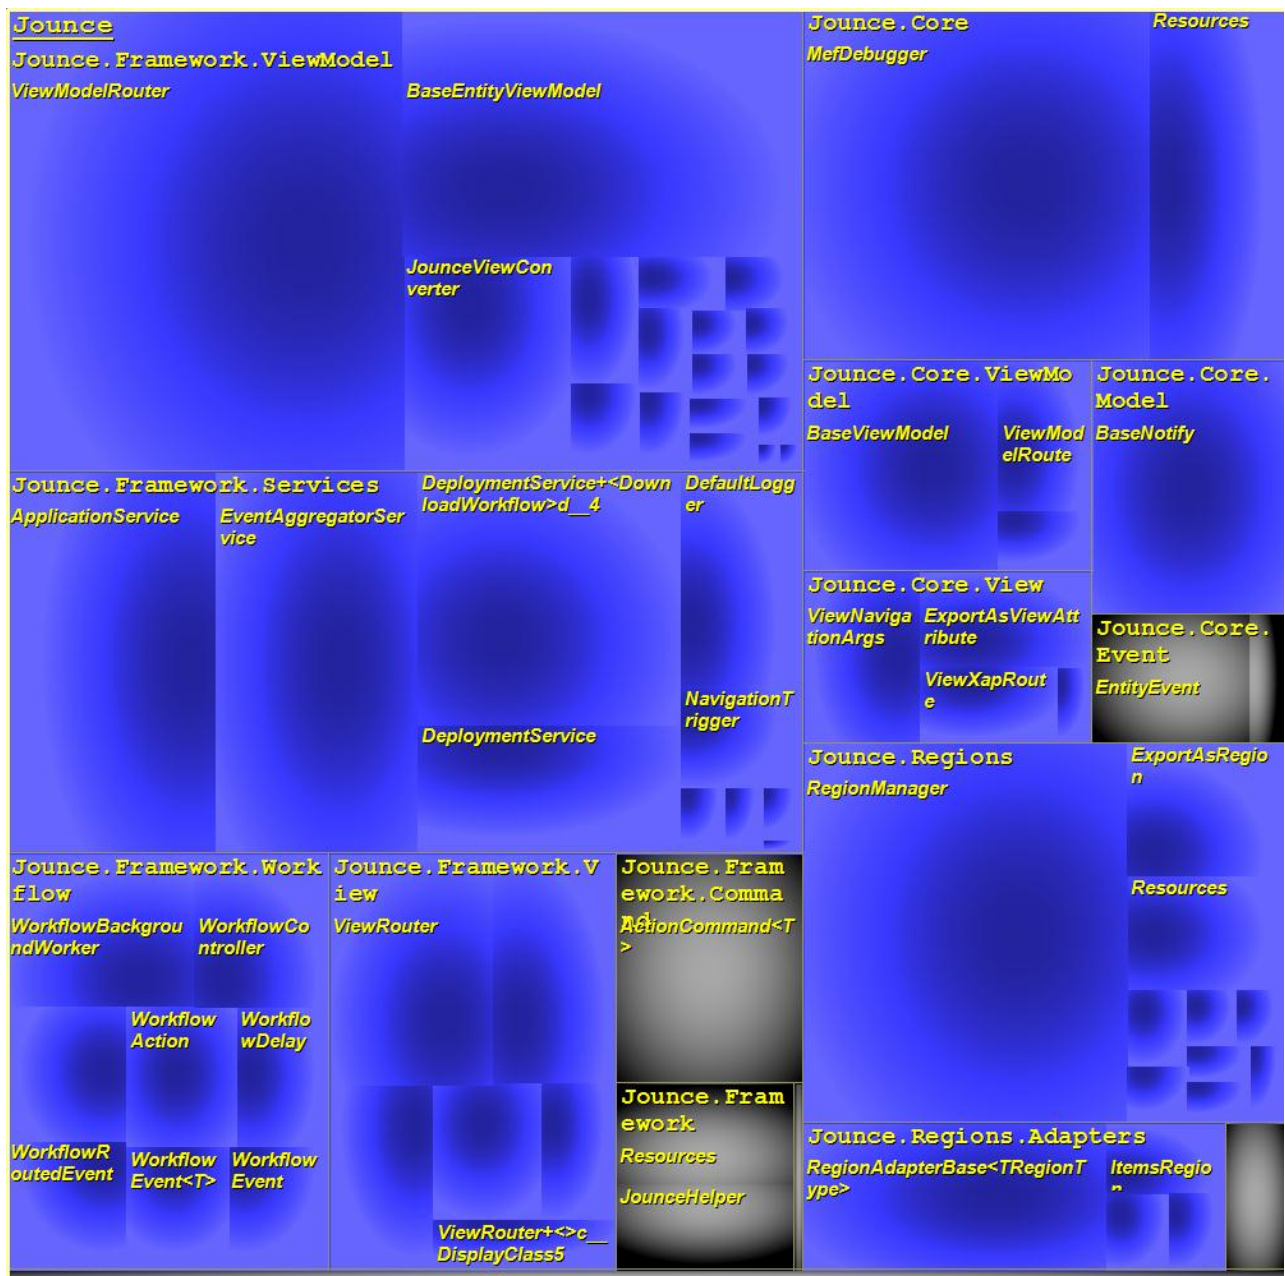 Jounce
Jounce.Framework.ViewModel
ViewModelRouter
BaseEntityViewModel
JounceViewCon
verter
Jounce.Core
Resources
MefDebugger
Jounce.Core.ViewMo
del
BaseViewModel
ViewMod
elRoute
Jounce.Core.
Model
BaseNotify
Jounce.Framework.Services
ApplicationService
EventAggregatorSer
vice
DeploymentService+<Down
loadWorkflow>d__4
DefaultLogg
er
DeploymentService
NavigationT
rigger
Jounce.Core.View
ViewNaviga
tionArgs
ExportAsViewAtt
ribute
ViewXapRout
e
Jounce.Core.
Event
EntityEvent
Jounce.Regions
RegionManager
ExportAsRegio
n
Resources
Jounce.Framework.Work
flow
WorkflowBackgrou
ndWorker
WorkflowCo
ntroller
Workflow
Action
Workflo
wDelay
WorkflowR
outedEvent
Workflow
Event<T>
Workflow
Event
Jounce.Framework.V
iew
ViewRouter
ViewRouter+<>c__
DisplayClass5
Jounce.Fram
ework.Comma
nd
ActionCommand<T
>
Jounce.Fram
ework
Resources
JounceHelper
Jounce.Regions.Adapters
RegionAdapterBase<TRegionT
ype>
ItemsRegio
n